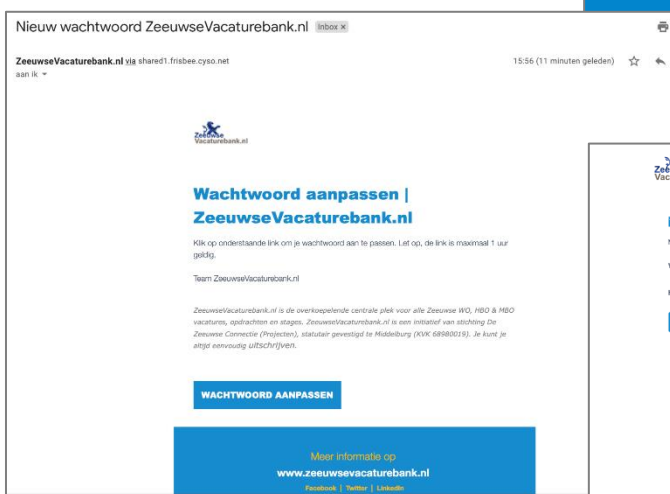 Nieuw wachtwoord ZeeuwseVacaturebank.nl Inbox x
ZeeuwseVacaturebank.nl via shared1.frisbee.cyso.net 15:56 (11 minuten geleden)
aan ik
Zeeuwse
Vacaturebank.nl
Wachtwoord aanpassen |
ZeeuwseVacaturebank.nl
Klik op onderstaande link om je wachtwoord aan te passen. Let op, de link is maximaal 1 uur
geldig.
Team ZeeuwseVacaturebank.nl
ZeeuwseVacaturebank.nl is de overkoepelende centrale plek voor alle Zeeuwse WO, HBO & MBO
vacatures, opdrachten en stages. ZeeuwseVacaturebank.nl is een initiatief van stichting De
Zeeuwse Connectie (Projecten), statutair gevestigd te Middelburg (KVK 68980019). Je kunt je
altijd eenvoudig uitschrijven.
WACHTWOORD AANPASSEN
Meer informatie op
www.zeeuwsevacaturebank.nl
Facebook | Twitter | LinkedIn